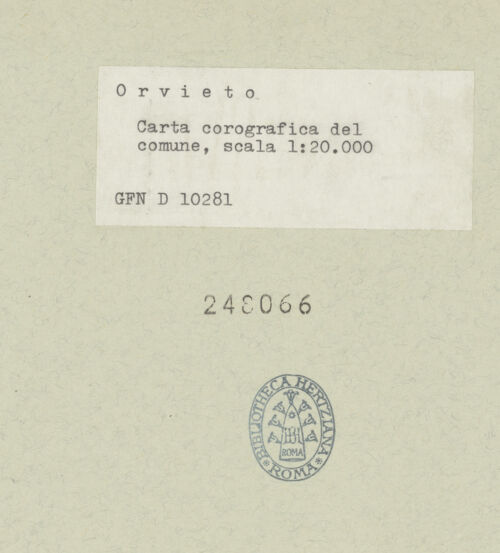 Orvieto
Carta corografica del
comune, scala 1:20.000
GFN D 10281
248066
BIBLIOTHECA HERTZIANA
ROMA
* ROMA *